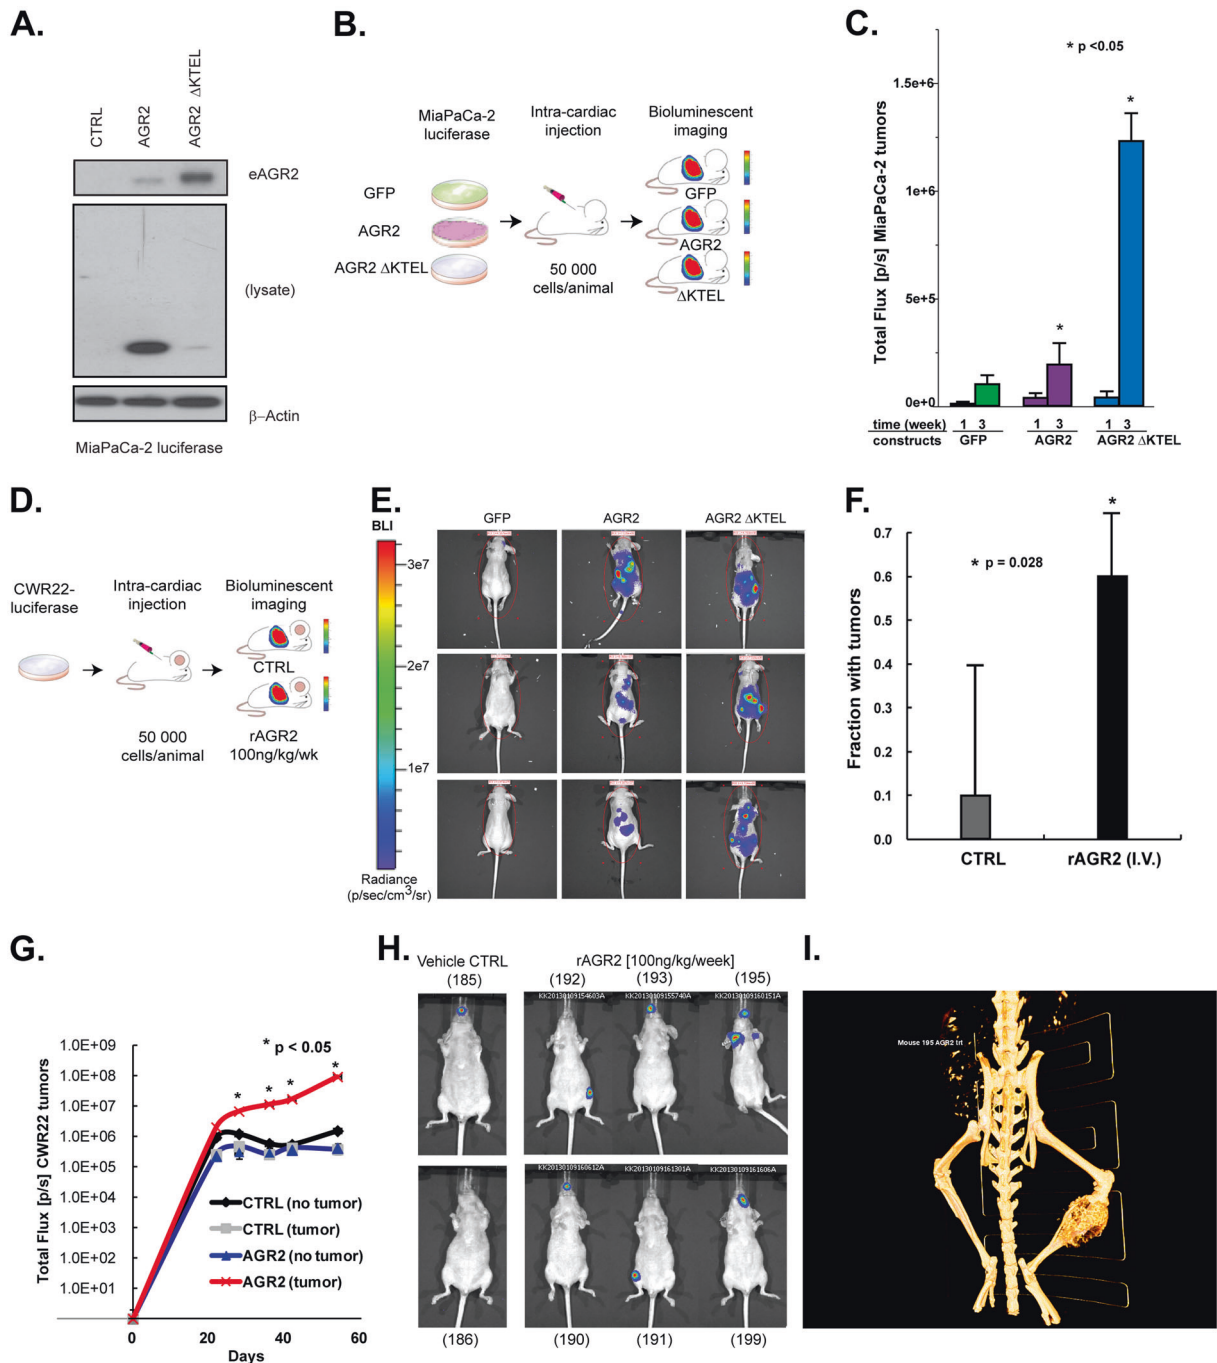 A.
CTRL
AGR2
AGR2 ΔKTEL
eAGR2
(lysate)
β–Actin
MiaPaCa-2 luciferase
B.
MiaPaCa-2
luciferase
Intra-cardiac
injection
Bioluminescent
imaging
GFP
AGR2
AGR2 ΔKTEL
50 000
cells/animal
GFP
AGR2
ΔKTEL
C.
* p <0.05
Total Flux [p/s] MiaPaCa-2 tumors
1.5e+6
1e+6
5e+5
0e+0
*
*
time (week) 1 3 1 3 1 3
constructs GFP AGR2 AGR2 ΔKTEL
D.
CWR22-
luciferase
Intra-cardiac
injection
Bioluminescent
imaging
CTRL
50 000
cells/animal
rAGR2
100ng/kg/wk
E.
BLI
3e7
2e7
1e7
Radiance
(p/sec/cm³/sr)
GFP
AGR2
AGR2 ΔKTEL
F.
Fraction with tumors
0.7
0.6
0.5
0.4
0.3
0.2
0.1
0.0
* p = 0.028
*
CTRL
rAGR2 (I.V.)
G.
Total Flux [p/s] CWR22 tumors
1.0E+09
1.0E+08
1.0E+07
1.0E+06
1.0E+05
1.0E+04
1.0E+03
1.0E+02
1.0E+01
* p < 0.05
* * * *
CTRL (no tumor)
CTRL (tumor)
AGR2 (no tumor)
AGR2 (tumor)
0 20 40 60
Days
H.
Vehicle CTRL
rAGR2 [100ng/kg/week]
(185)
(192)
(193)
(195)
KK20130109154603A
KK20130109155740A
KK20130109160151A
KK20130109160612A
KK20130109161301A
KK20130109161606A
(186)
(190)
(191)
(199)
I.
Mouse 195 AGR2 trt